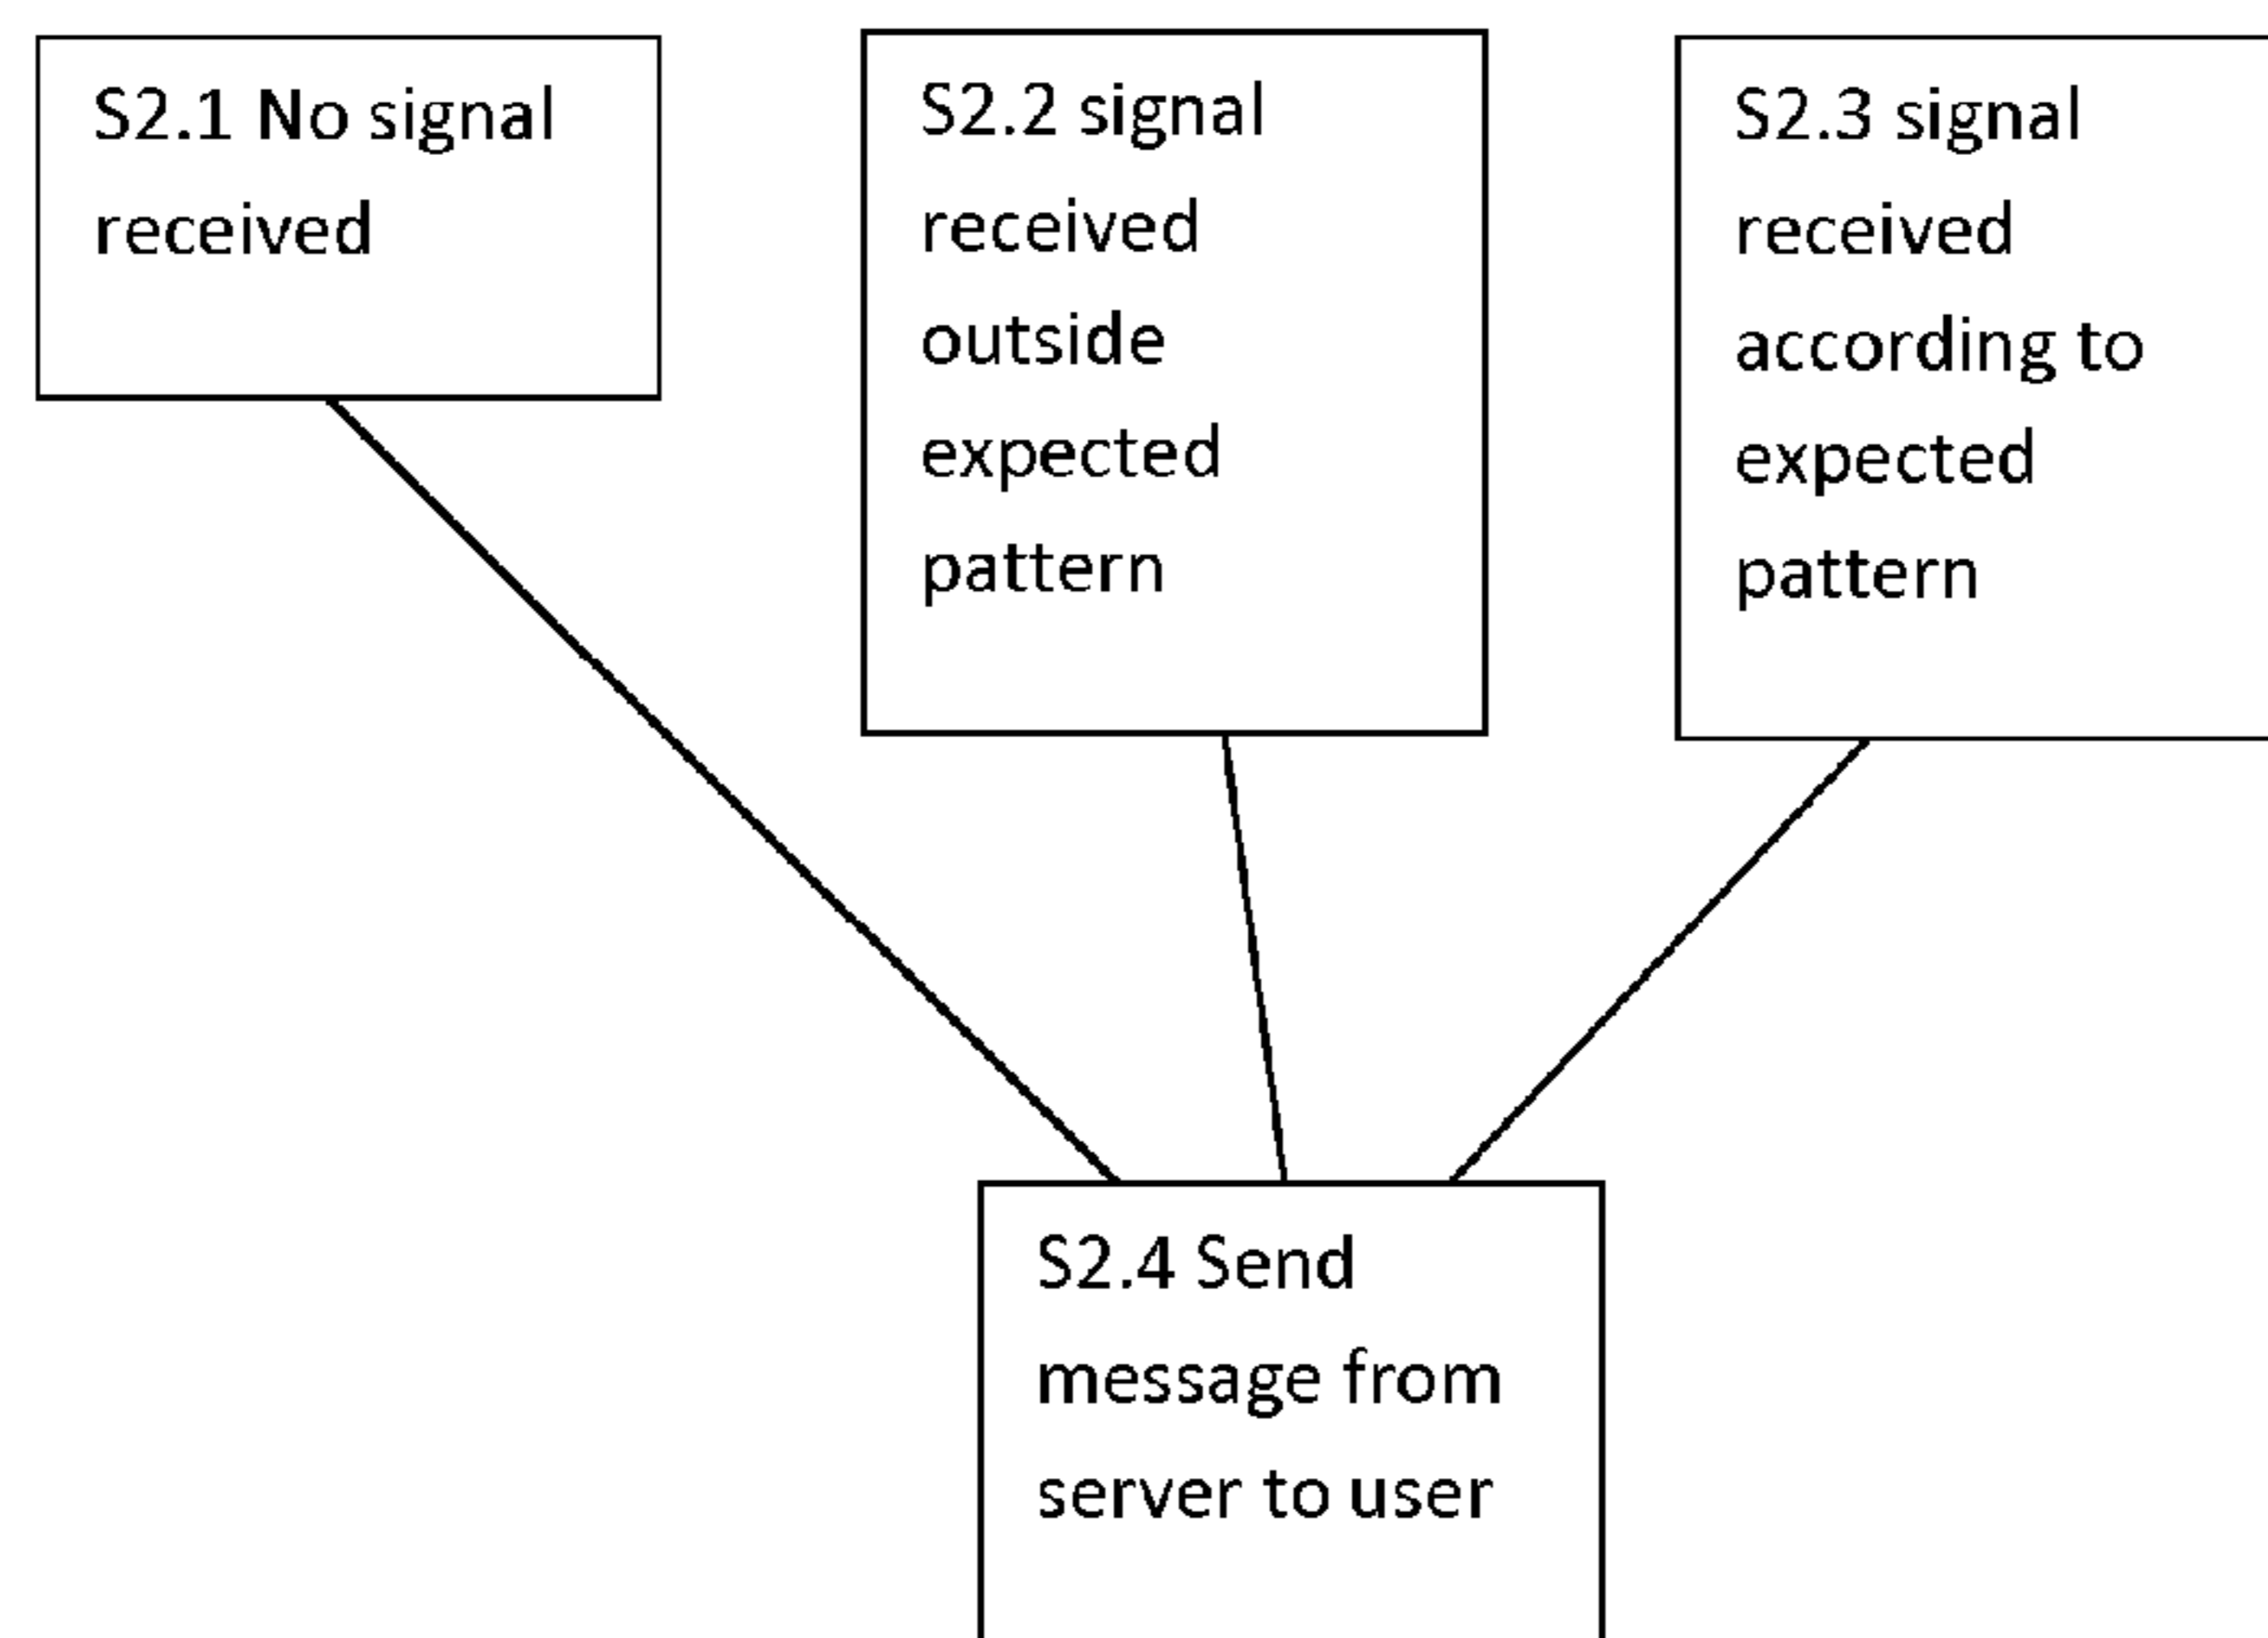 S2.1 No signal
received
S2.2 signal
received
outside
expected
pattern
S2.3 signal
received
according to
expected
pattern
S2.4 Send
message from
server to user